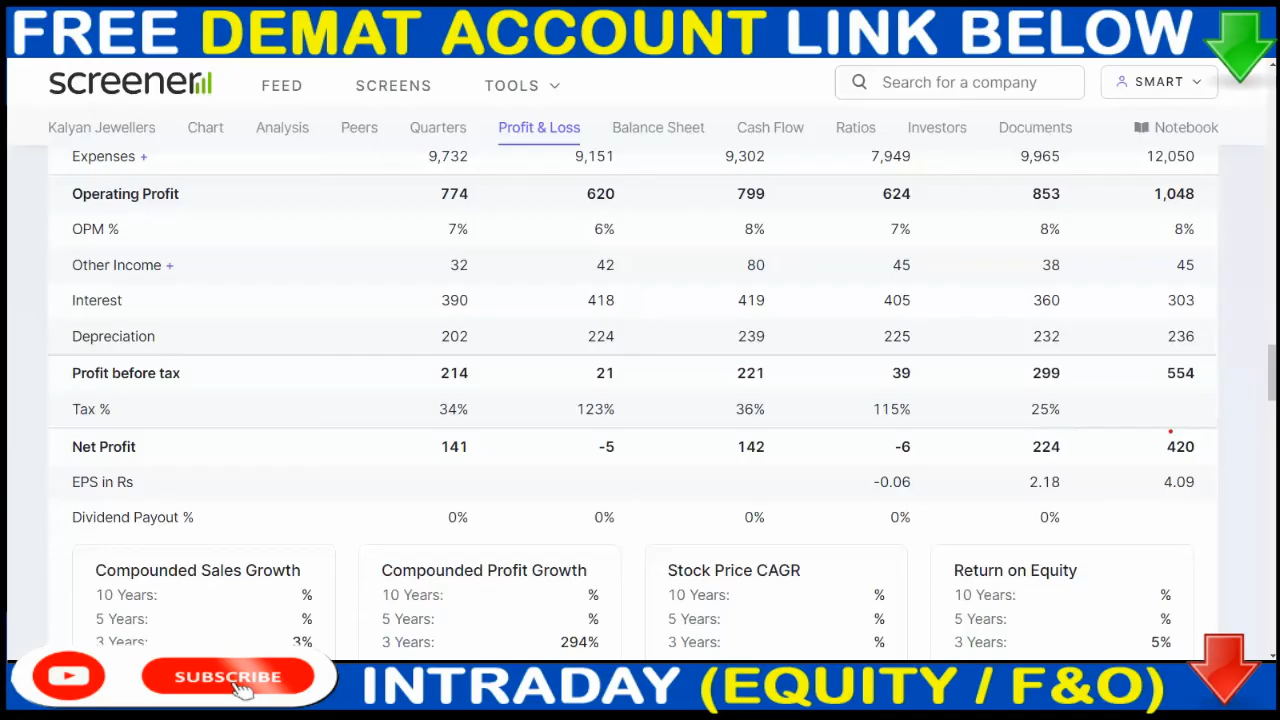 FREE DEMAT ACCOUNT LINK BELOW
screener FEED SCREENS TOOLS Search for a company SMART
Kalyan Jewellers Chart Analysis Peers Quarters Profit & Loss Balance Sheet Cash Flow Ratios Investors Documents Notebook
Expenses + 9,732 9,151 9,302 7,949 9,965 12,050
Operating Profit 774 620 799 624 853 1,048
OPM % 7% 6% 8% 7% 8% 8%
Other Income + 32 42 80 45 38 45
Interest 390 418 419 405 360 303
Depreciation 202 224 239 225 232 236
Profit before tax 214 21 221 39 299 554
Tax % 34% 123% 36% 115% 25%
Net Profit 141 -5 142 -6 224 420
EPS in Rs -0.06 2.18 4.09
Dividend Payout % 0% 0% 0% 0% 0%
Compounded Sales Growth Compounded Profit Growth Stock Price CAGR Return on Equity
10 Years: % 10 Years: % 10 Years: % 10 Years: %
5 Years: % 5 Years: % 5 Years: % 5 Years: %
3 Years: 3% 3 Years: 294% 3 Years: % 3 Years: 5%
SUBSCRIBE INTRADAY (EQUITY / F&O)